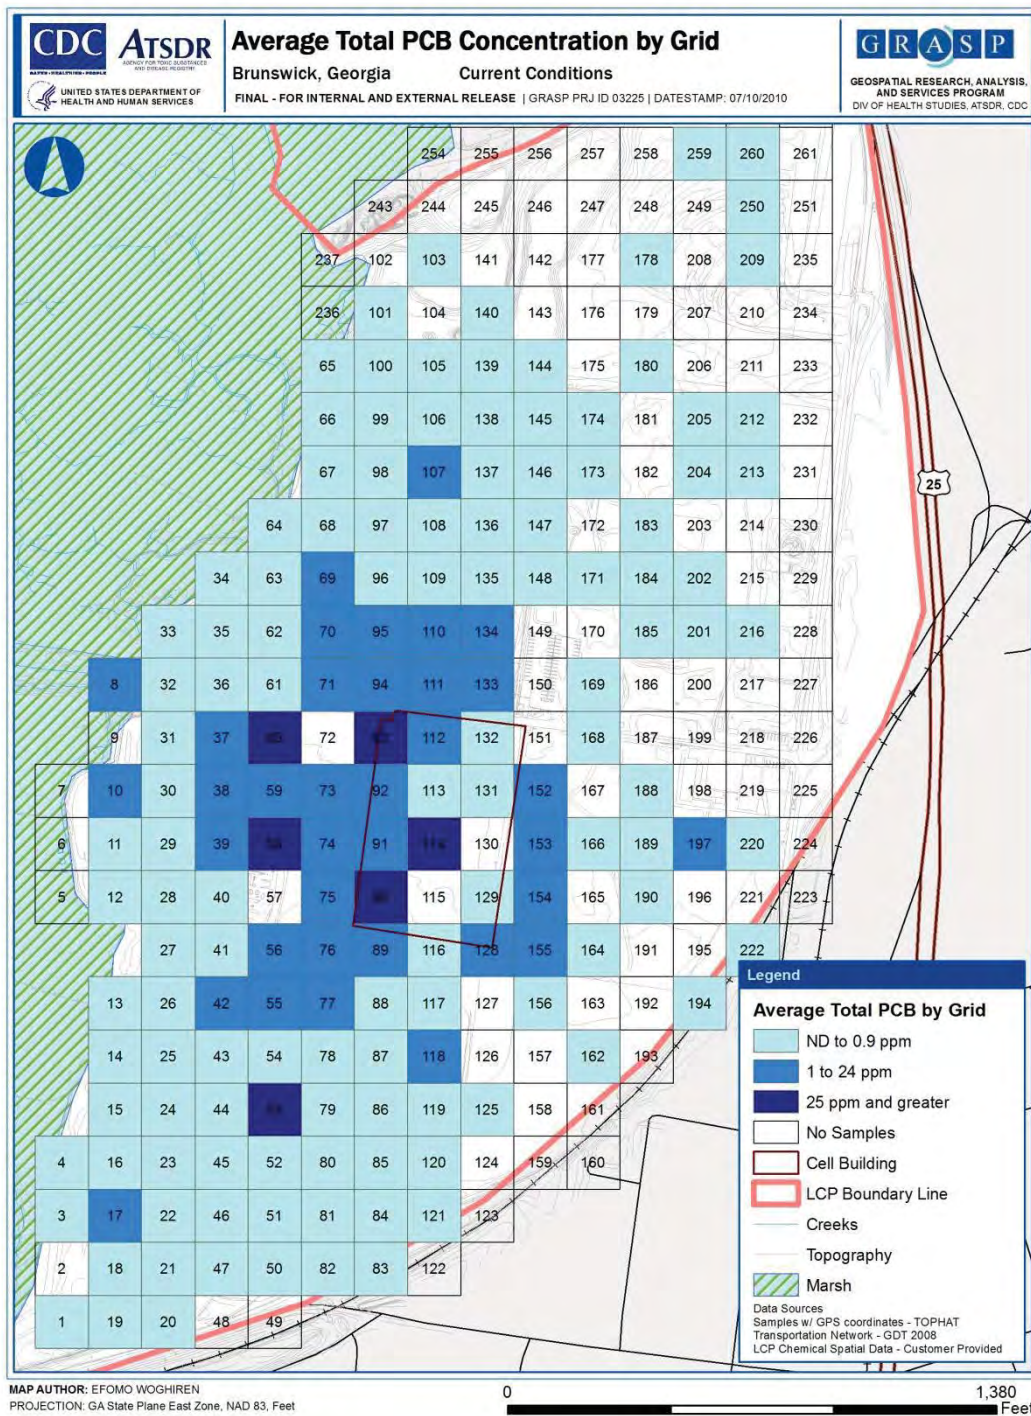 CDC
SAFER • HEALTHIER • PEOPLE
ATSDR
AGENCY FOR TOXIC SUBSTANCES
AND DISEASE REGISTRY
UNITED STATES DEPARTMENT OF
HEALTH AND HUMAN SERVICES
Average Total PCB Concentration by Grid
Brunswick, Georgia Current Conditions
FINAL - FOR INTERNAL AND EXTERNAL RELEASE | GRASP PRJ ID 03225 | DATESTAMP: 07/10/2010
GRASP
GEOSPATIAL RESEARCH, ANALYSIS,
AND SERVICES PROGRAM
DIV OF HEALTH STUDIES, ATSDR, CDC
254 255 256 257 258 259 260 261
243 244 245 246 247 248 249 250 251
237 102 103 141 142 177 178 208 209 235
236 101 104 140 143 176 179 207 210 234
65 100 105 139 144 175 180 206 211 233
66 99 106 138 145 174 181 205 212 232
67 98 107 137 146 173 182 204 213 231
25
64 68 97 108 136 147 172 183 203 214 230
34 63 69 96 109 135 148 171 184 202 215 229
33 35 62 70 95 110 134 149 170 185 201 216 228
8 32 36 61 71 94 111 133 150 169 186 200 217 227
9 31 37 72 112 132 151 168 187 199 218 226
7 10 30 38 59 73 92 113 131 152 167 188 198 219 225
6 11 29 39 74 91 114 130 153 166 189 197 220 224
5 12 28 40 57 75 115 129 154 165 190 196 221 223
27 41 56 76 89 116 128 155 164 191 195 222
13 26 42 55 77 88 117 127 156 163 192 194
14 25 43 54 78 87 118 126 157 162 193
15 24 44 79 86 119 125 158 161
4 16 23 45 52 80 85 120 124 159 160
3 17 22 46 51 81 84 121 123
2 18 21 47 50 82 83 122
1 19 20 48 49
Legend
Average Total PCB by Grid
ND to 0.9 ppm
1 to 24 ppm
25 ppm and greater
No Samples
Cell Building
LCP Boundary Line
Creeks
Topography
Marsh
Data Sources
Samples w/ GPS coordinates - TOPHAT
Transportation Network - GDT 2008
LCP Chemical Spatial Data - Customer Provided
MAP AUTHOR: EFOMO WOGHIREN
PROJECTION: GA State Plane East Zone, NAD 83, Feet
0 1,380
Feet